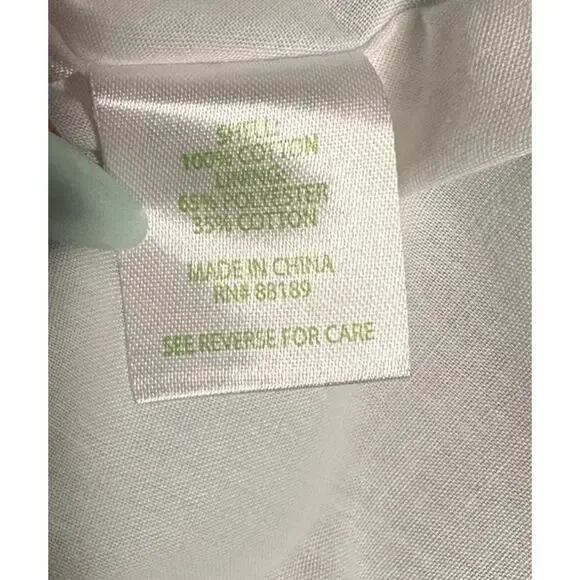 SHELL:
100% COTTON
LINING:
65% POLYESTER
35% COTTON
MADE IN CHINA
RN# 88189
SEE REVERSE FOR CARE